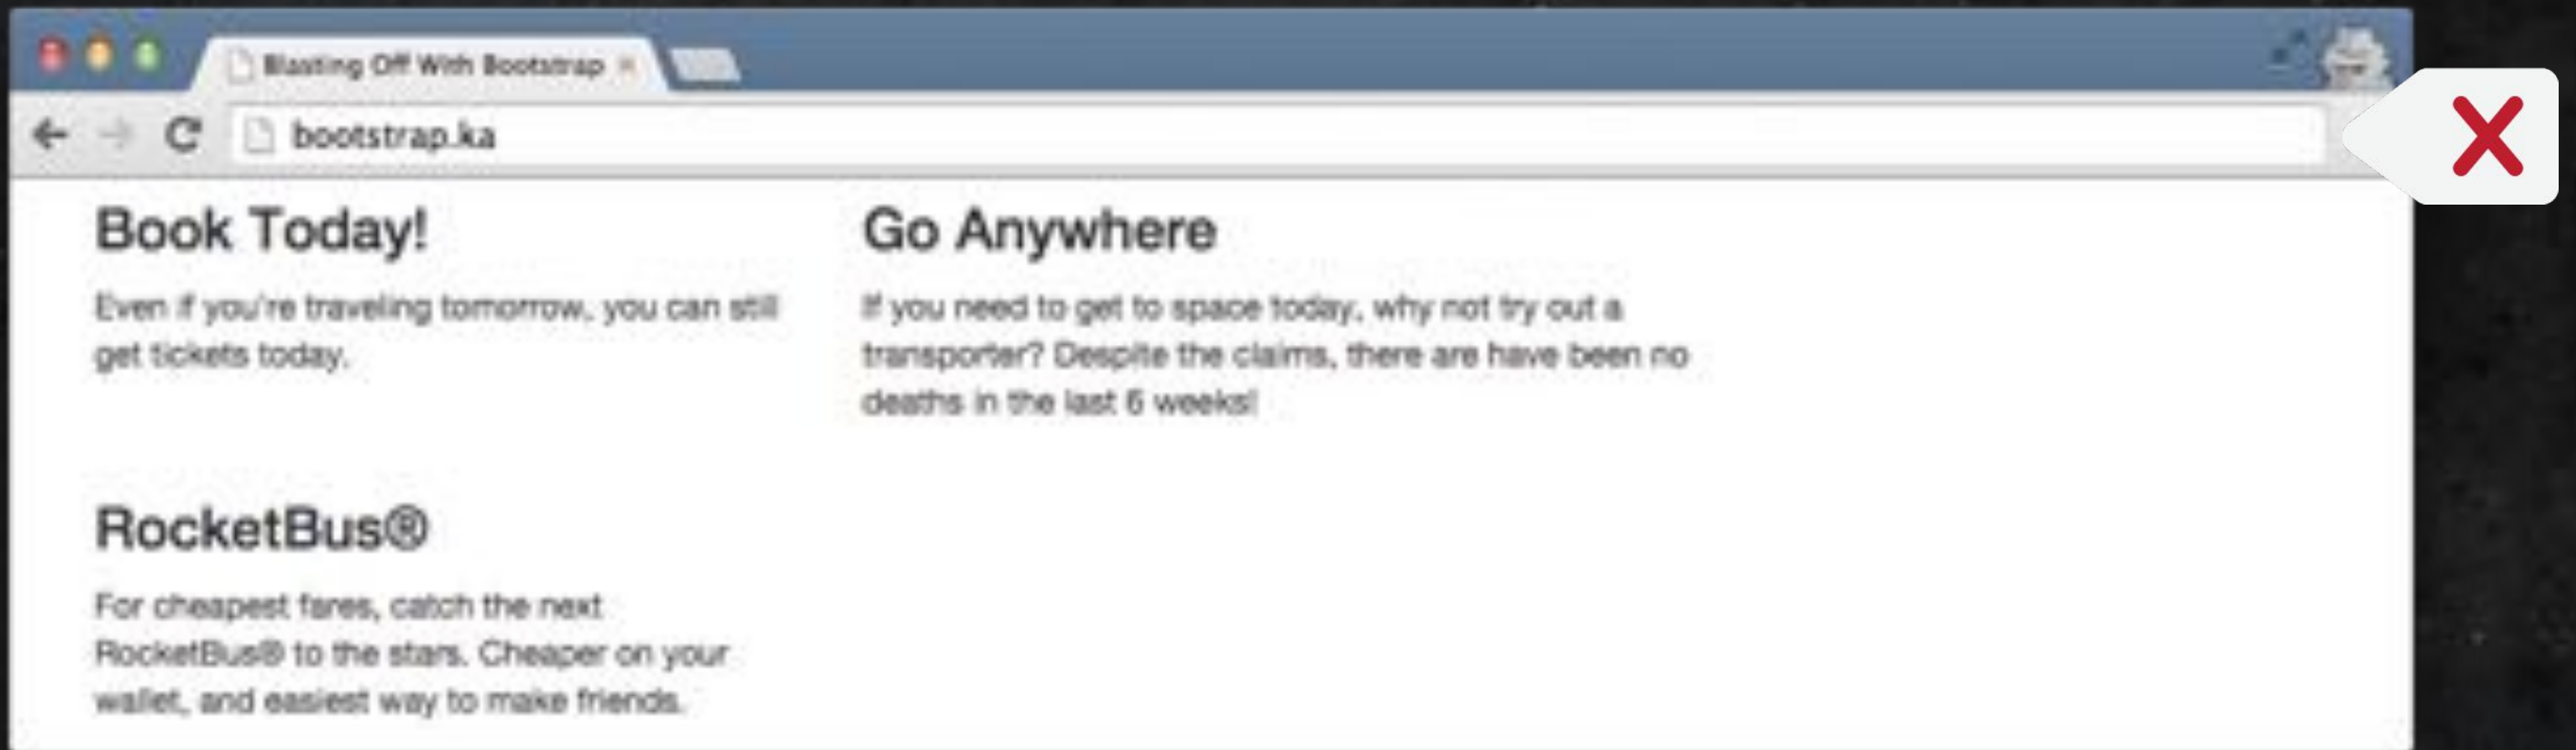 Blasting Off With Bootstrap
bootstrap.ka
Book Today!
Even if you're traveling tomorrow, you can still
get tickets today.
Go Anywhere
If you need to get to space today, why not try out a
transporter? Despite the claims, there are have been no
deaths in the last 6 weeks!
RocketBus®
For cheapest fares, catch the next
RocketBus® to the stars. Cheaper on your
wallet, and easiest way to make friends.